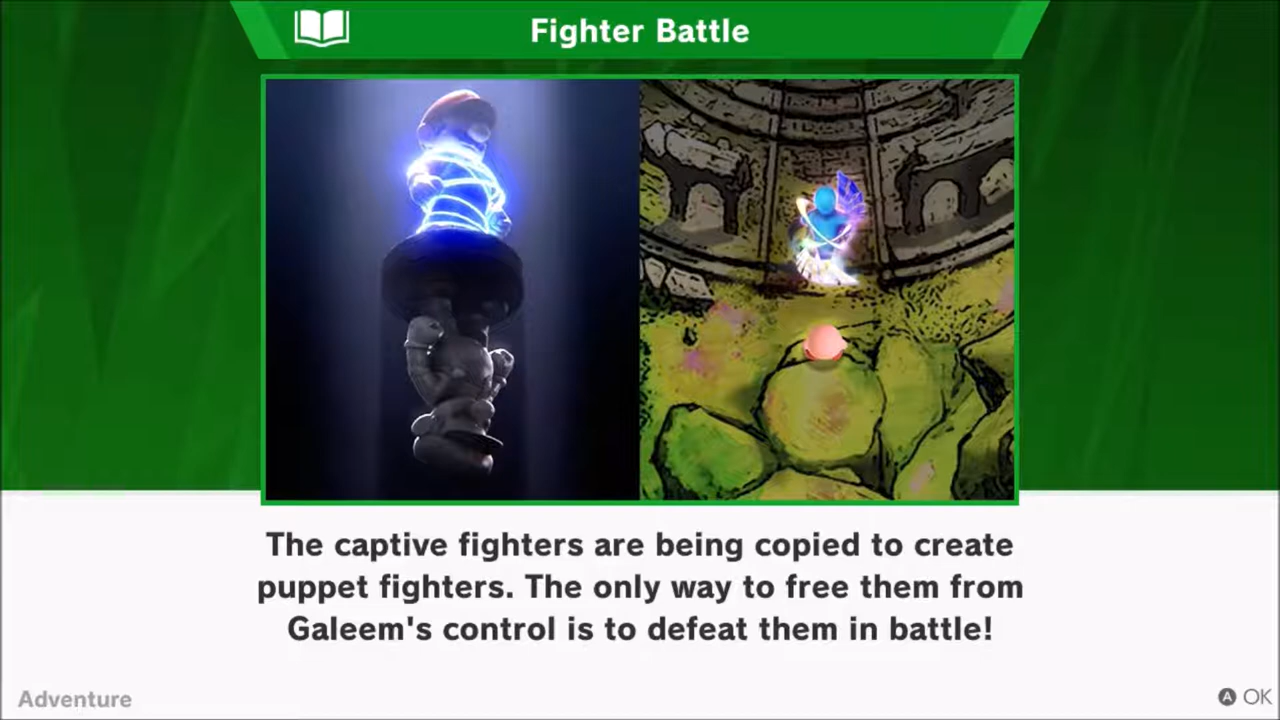 Fighter Battle
The captive fighters are being copied to create
puppet fighters. The only way to free them from
Galeem's control is to defeat them in battle!
Adventure
A OK